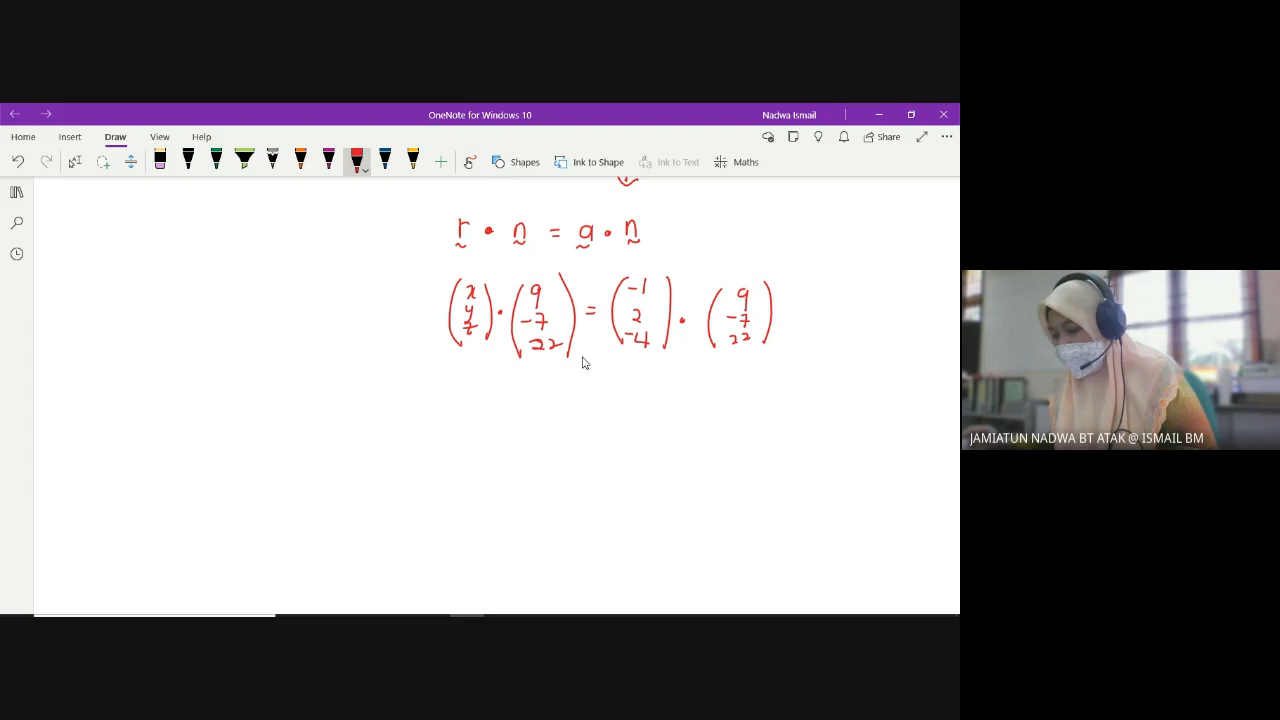 OneNote for Windows 10
Nadwa Ismail
Home Insert Draw View Help
Share
Shapes Ink to Shape Ink to Text Maths
r • n = a • n
(x y z) • (9 -7 -22) = (-1 2 -4) • (9 -7 22)
JAMIATUN NADWA BT ATAK @ ISMAIL BM